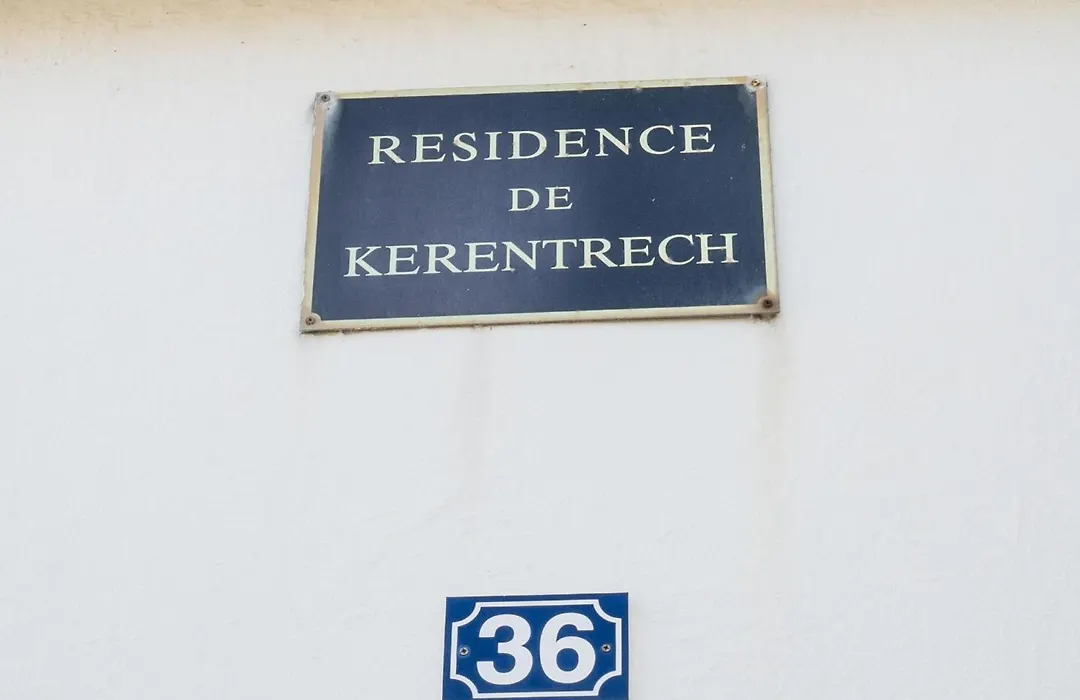 RESIDENCE
DE
KERENTRECH
36